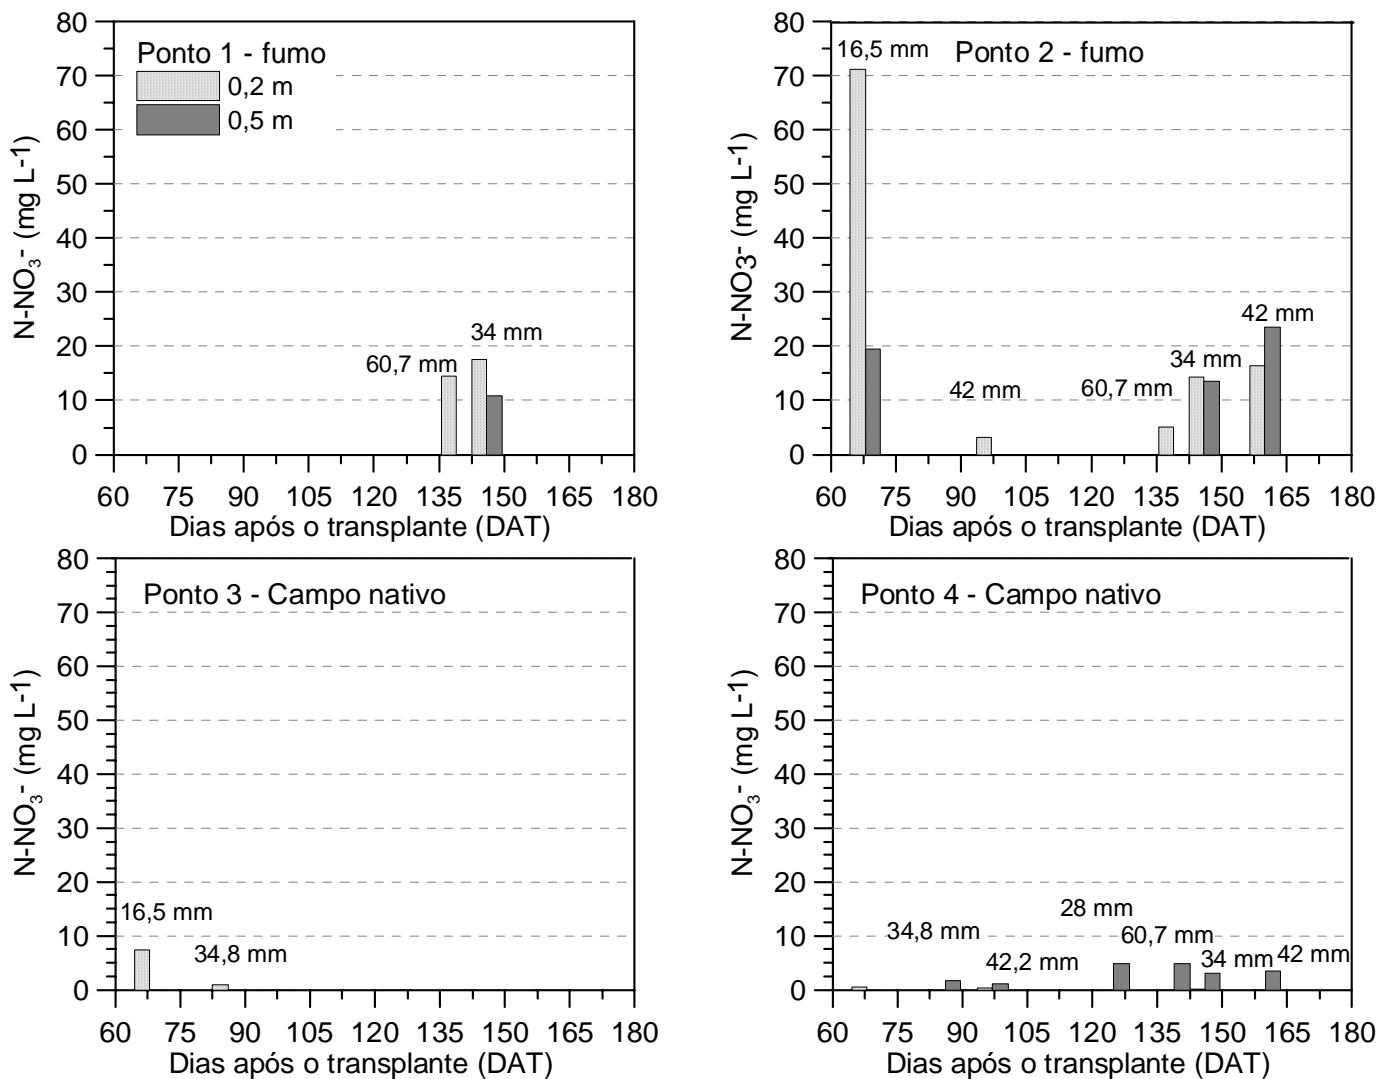 Ponto 1 - fumo
0,2 m
0,5 m
60,7 mm
34 mm
N-NO₃- (mg L-1)
80
70
60
50
40
30
20
10
0
60 75 90 105 120 135 150 165 180
Dias após o transplante (DAT)
Ponto 2 - fumo
16,5 mm
42 mm
60,7 mm
34 mm
42 mm
N-NO3- (mg L-1)
80
70
60
50
40
30
20
10
0
60 75 90 105 120 135 150 165 180
Dias após o transplante (DAT)
Ponto 3 - Campo nativo
16,5 mm
34,8 mm
N-NO₃- (mg L-1)
80
70
60
50
40
30
20
10
0
60 75 90 105 120 135 150 165 180
Dias após o transplante (DAT)
Ponto 4 - Campo nativo
34,8 mm
42,2 mm
28 mm
60,7 mm
34 mm
42 mm
N-NO₃- (mg L-1)
80
70
60
50
40
30
20
10
0
60 75 90 105 120 135 150 165 180
Dias após o transplante (DAT)